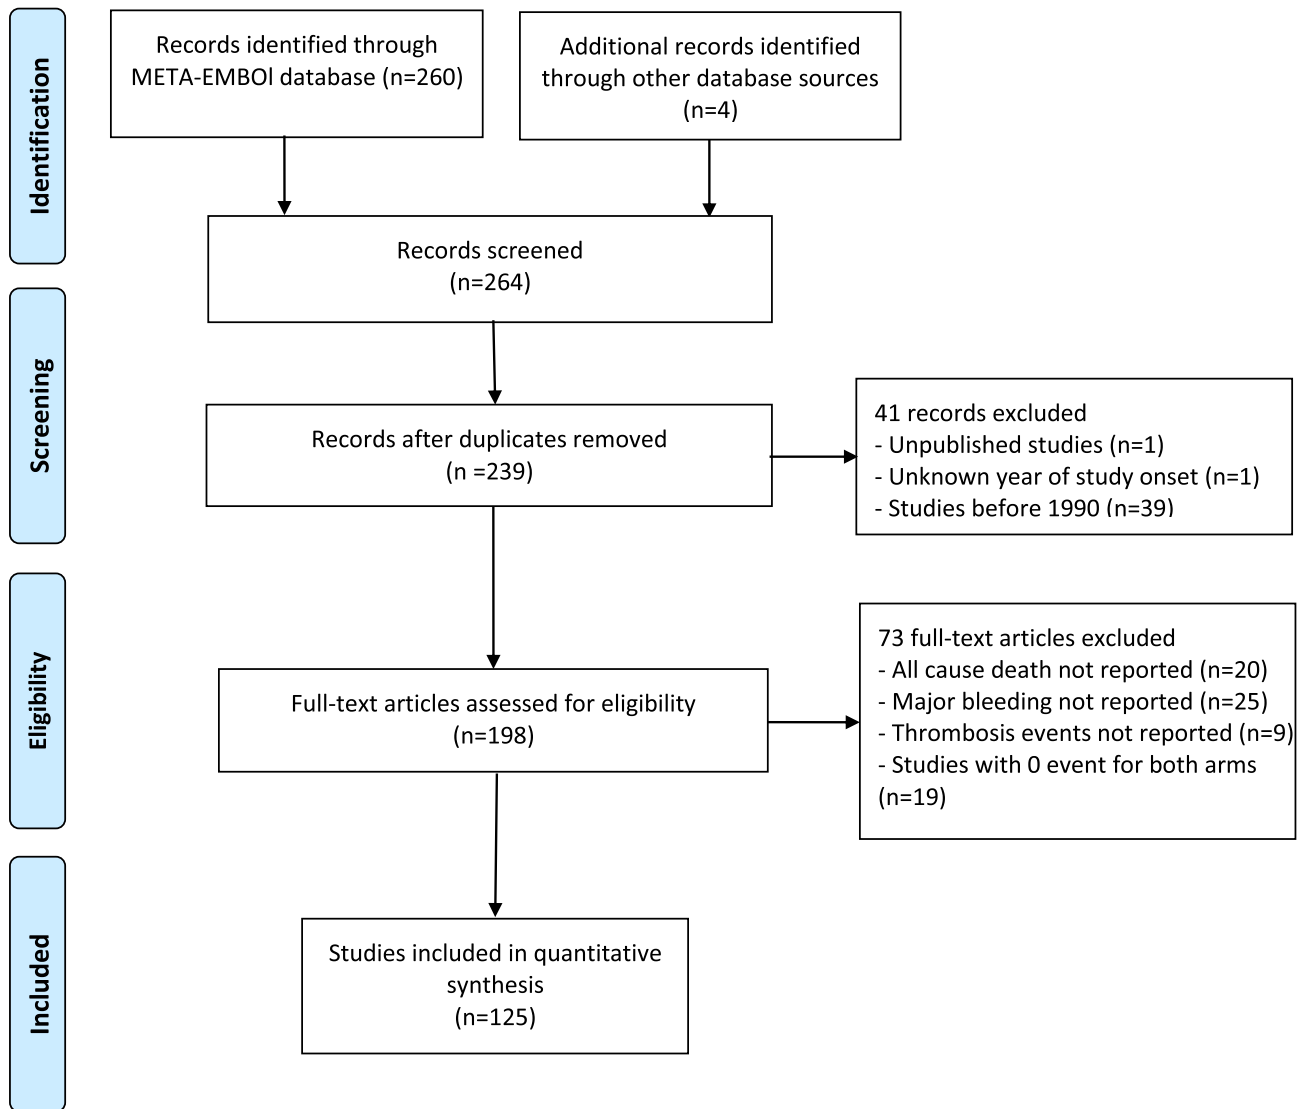 Identification
Records identified through
META-EMBOl database (n=260)
Additional records identified
through other database sources
(n=4)
Records screened
(n=264)
Screening
Records after duplicates removed
(n =239)
41 records excluded
- Unpublished studies (n=1)
- Unknown year of study onset (n=1)
- Studies before 1990 (n=39)
Eligibility
Full-text articles assessed for eligibility
(n=198)
73 full-text articles excluded
- All cause death not reported (n=20)
- Major bleeding not reported (n=25)
- Thrombosis events not reported (n=9)
- Studies with 0 event for both arms
(n=19)
Included
Studies included in quantitative
synthesis
(n=125)